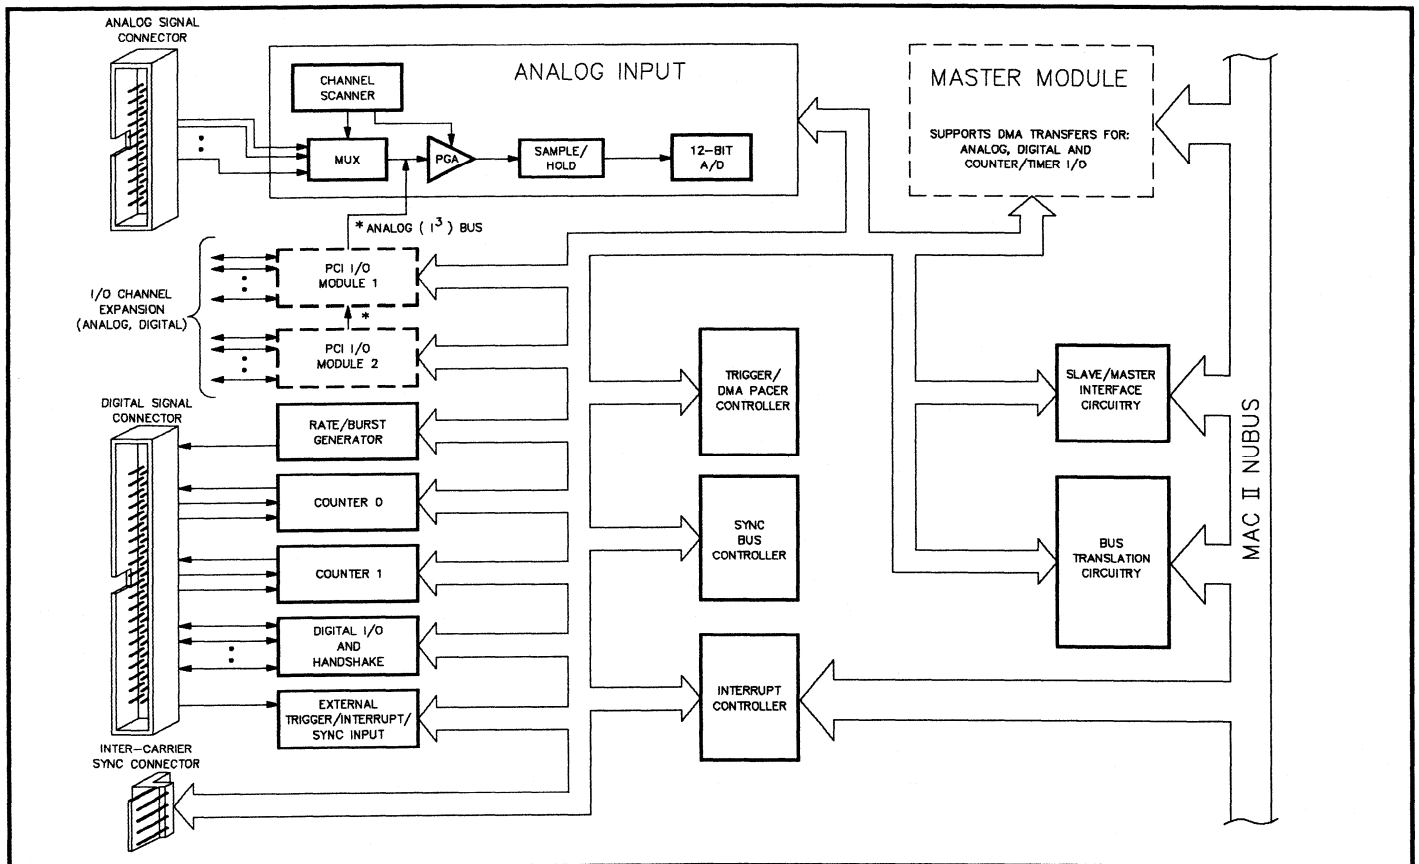 ANALOG SIGNAL
CONNECTOR
ANALOG INPUT
CHANNEL
SCANNER
MUX
PGA
SAMPLE/
HOLD
12-BIT
A/D
MASTER MODULE
SUPPORTS DMA TRANSFERS FOR:
ANALOG, DIGITAL AND
COUNTER/TIMER I/O
* ANALOG (I³) BUS
PCI I/O
MODULE 1
*
I/O CHANNEL
EXPANSION
(ANALOG, DIGITAL)
PCI I/O
MODULE 2
DIGITAL SIGNAL
CONNECTOR
RATE/BURST
GENERATOR
COUNTER 0
COUNTER 1
DIGITAL I/O
AND
HANDSHAKE
EXTERNAL
TRIGGER/INTERRUPT/
SYNC INPUT
INTER-CARRIER
SYNC CONNECTOR
TRIGGER/
DMA PACER
CONTROLLER
SYNC
BUS
CONTROLLER
INTERRUPT
CONTROLLER
SLAVE/MASTER
INTERFACE
CIRCUITRY
BUS
TRANSLATION
CIRCUITRY
MAC II NUBUS